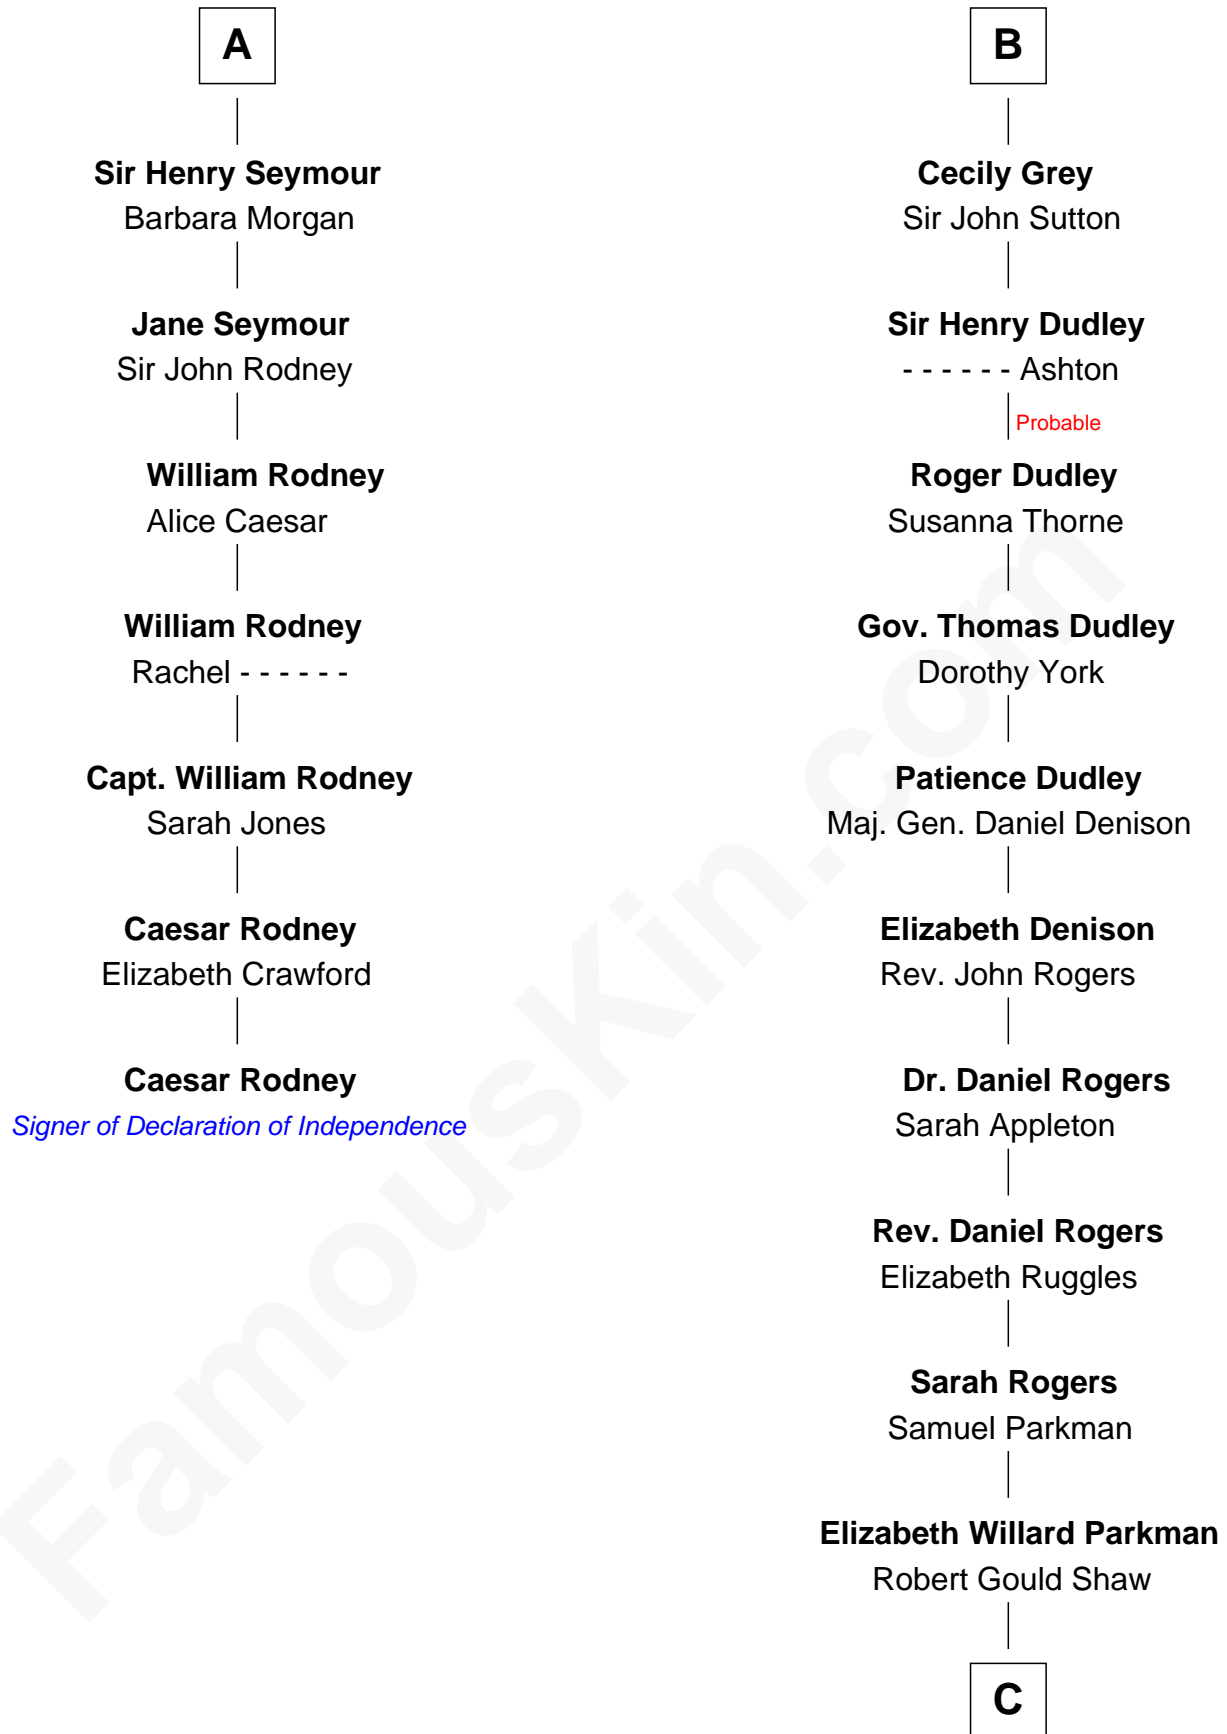 A
Sir Henry Seymour
Barbara Morgan
Jane Seymour
Sir John Rodney
William Rodney
Alice Caesar
William Rodney
Rachel - - - - - -
Capt. William Rodney
Sarah Jones
Caesar Rodney
Elizabeth Crawford
Caesar Rodney
Signer of Declaration of Independence
B
Cecily Grey
Sir John Sutton
Sir Henry Dudley
- - - - - - Ashton
Probable
Roger Dudley
Susanna Thorne
Gov. Thomas Dudley
Dorothy York
Patience Dudley
Maj. Gen. Daniel Denison
Elizabeth Denison
Rev. John Rogers
Dr. Daniel Rogers
Sarah Appleton
Rev. Daniel Rogers
Elizabeth Ruggles
Sarah Rogers
Samuel Parkman
Elizabeth Willard Parkman
Robert Gould Shaw
C
FamousKin.com